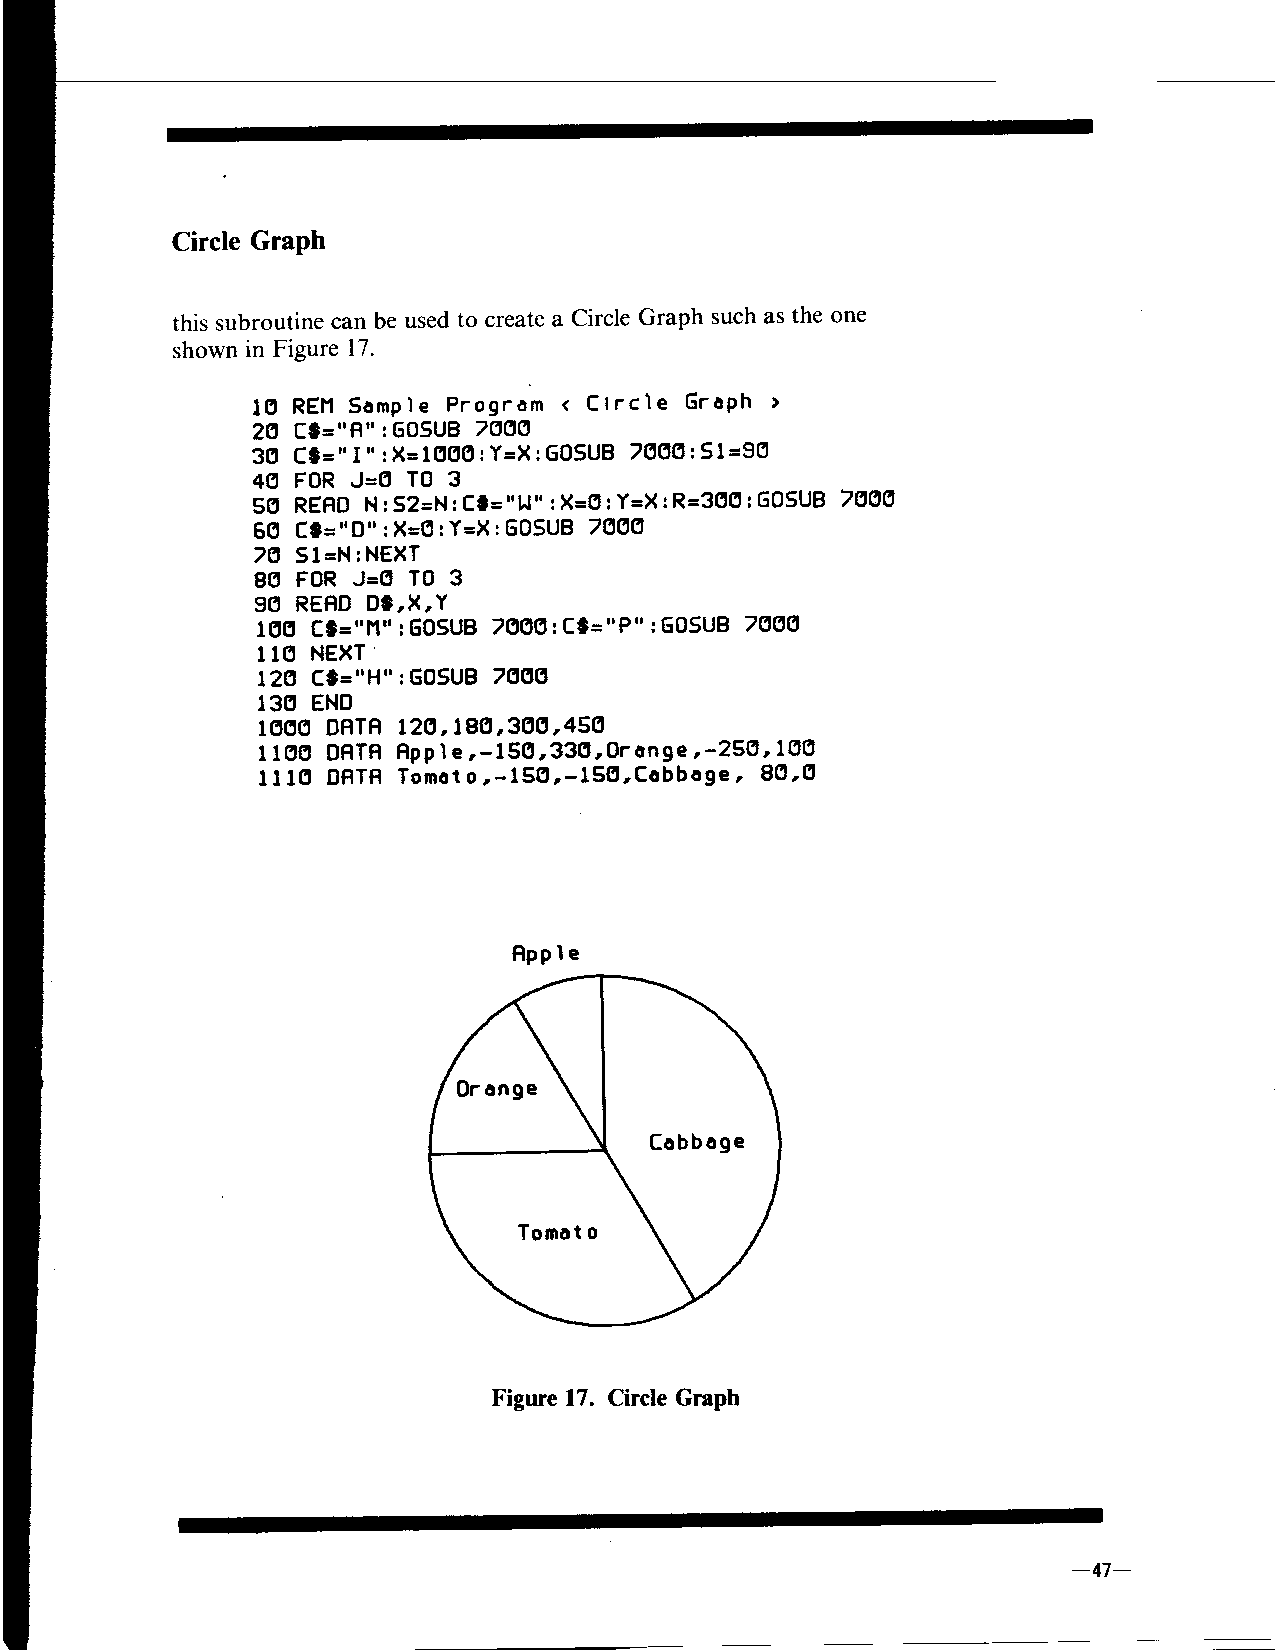 Circle Graph
this subroutine can be used to create a Circle Graph such as the one
shown in Figure 17.
10 REM Sample Program < Circle Graph >
20 C$="A":GOSUB 7000
30 C$="I":X=1000:Y=X:GOSUB 7000:S1=90
40 FOR J=0 TO 3
50 READ N:S2=N:C$="W":X=0:Y=X:R=300:GOSUB 7000
60 C$="D":X=0:Y=X:GOSUB 7000
70 S1=N:NEXT
80 FOR J=0 TO 3
90 READ D$,X,Y
100 C$="M":GOSUB 7000:C$="P":GOSUB 7000
110 NEXT
120 C$="H":GOSUB 7000
130 END
1000 DATA 120,180,300,450
1100 DATA Apple,-150,330,Orange,-250,100
1110 DATA Tomato,-150,-150,Cabbage, 80,0
Apple
Orange
Cabbage
Tomato
Figure 17. Circle Graph
—47—